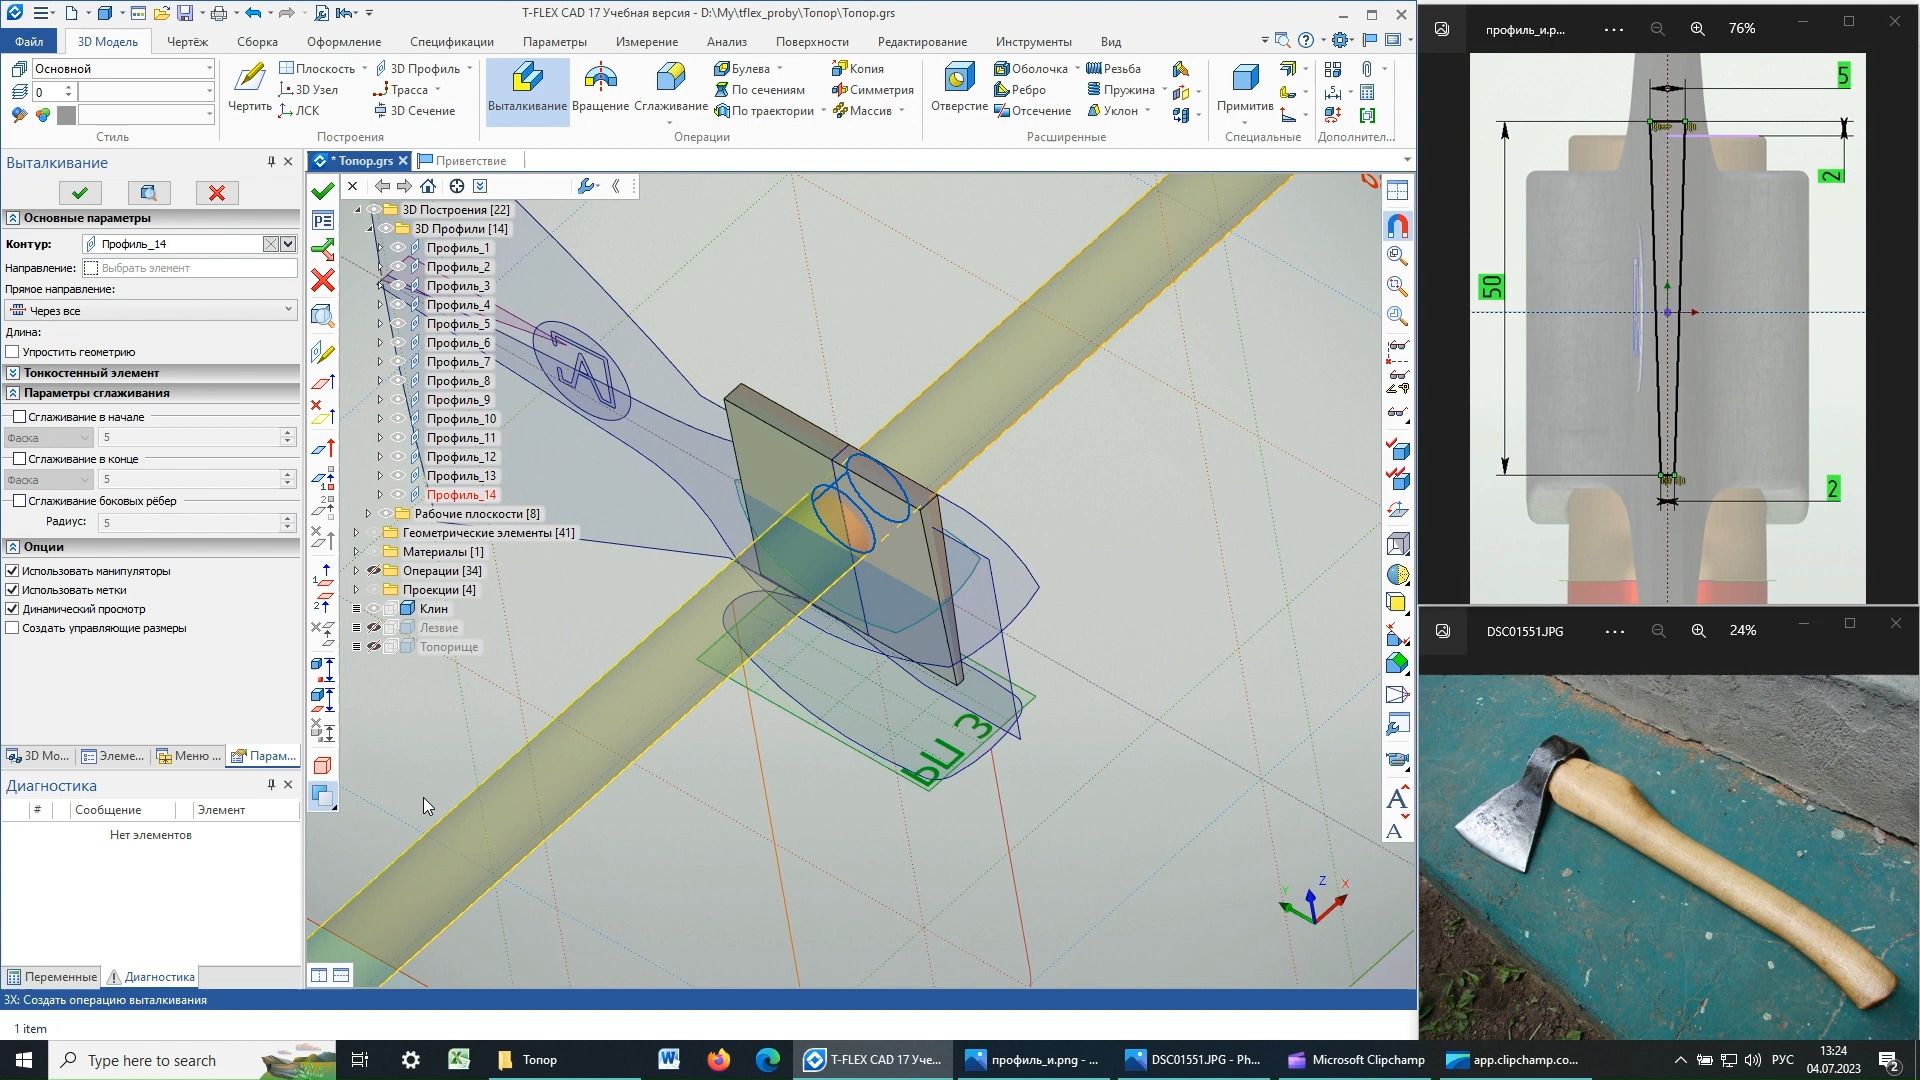 T-FLEX CAD 17 Учебная версия - D:\My\tflex_proby\Топор\Топор.grs
Файл
3D Модель
Чертёж
Сборка
Оформление
Спецификации
Параметры
Измерение
Анализ
Поверхности
Редактирование
Инструменты
Вид
Основной
0
Стиль
Чертить
Плоскость
3D Узел
ЛСК
3D Профиль
Трасса
3D Сечение
Построения
Выталкивание
Вращение
Сглаживание
Булева
По сечениям
По траектории
Копия
Симметрия
Массив
Операции
Отверстие
Оболочка
Ребро
Отсечение
Резьба
Пружина
Уклон
Расширенные
Примитив
Специальные
Дополнител...
Выталкивание
Основные параметры
Контур:
Профиль_14
Направление:
Выбрать элемент
Прямое направление:
Через все
Длина:
Упростить геометрию
Тонкостенный элемент
Параметры сглаживания
Сглаживание в начале
Фаска
5
Сглаживание в конце
Фаска
5
Сглаживание боковых рёбер
Радиус:
5
Опции
Использовать манипуляторы
Использовать метки
Динамический просмотр
Создать управляющие размеры
3D Мо...
Элеме...
Меню ...
Парам...
Диагностика
#
Сообщение
Элемент
Нет элементов
Переменные
Диагностика
3X: Создать операцию выталкивания
1 item
* Топор.grs
Приветствие
3D Построения [22]
3D Профили [14]
Профиль_1
Профиль_2
Профиль_3
Профиль_4
Профиль_5
Профиль_6
Профиль_7
Профиль_8
Профиль_9
Профиль_10
Профиль_11
Профиль_12
Профиль_13
Профиль_14
Рабочие плоскости [8]
Геометрические элементы [41]
Материалы [1]
Операции [34]
Проекции [4]
Клин
Лезвие
Топорище
Z
X
Y
профиль_и.р...
76%
5
2
50
2
DSC01551.JPG
24%
Type here to search
Топор
T-FLEX CAD 17 Уче...
профиль_и.png - ...
DSC01551.JPG - Ph...
Microsoft Clipchamp
app.clipchamp.co...
РУС
13:24
04.07.2023
2